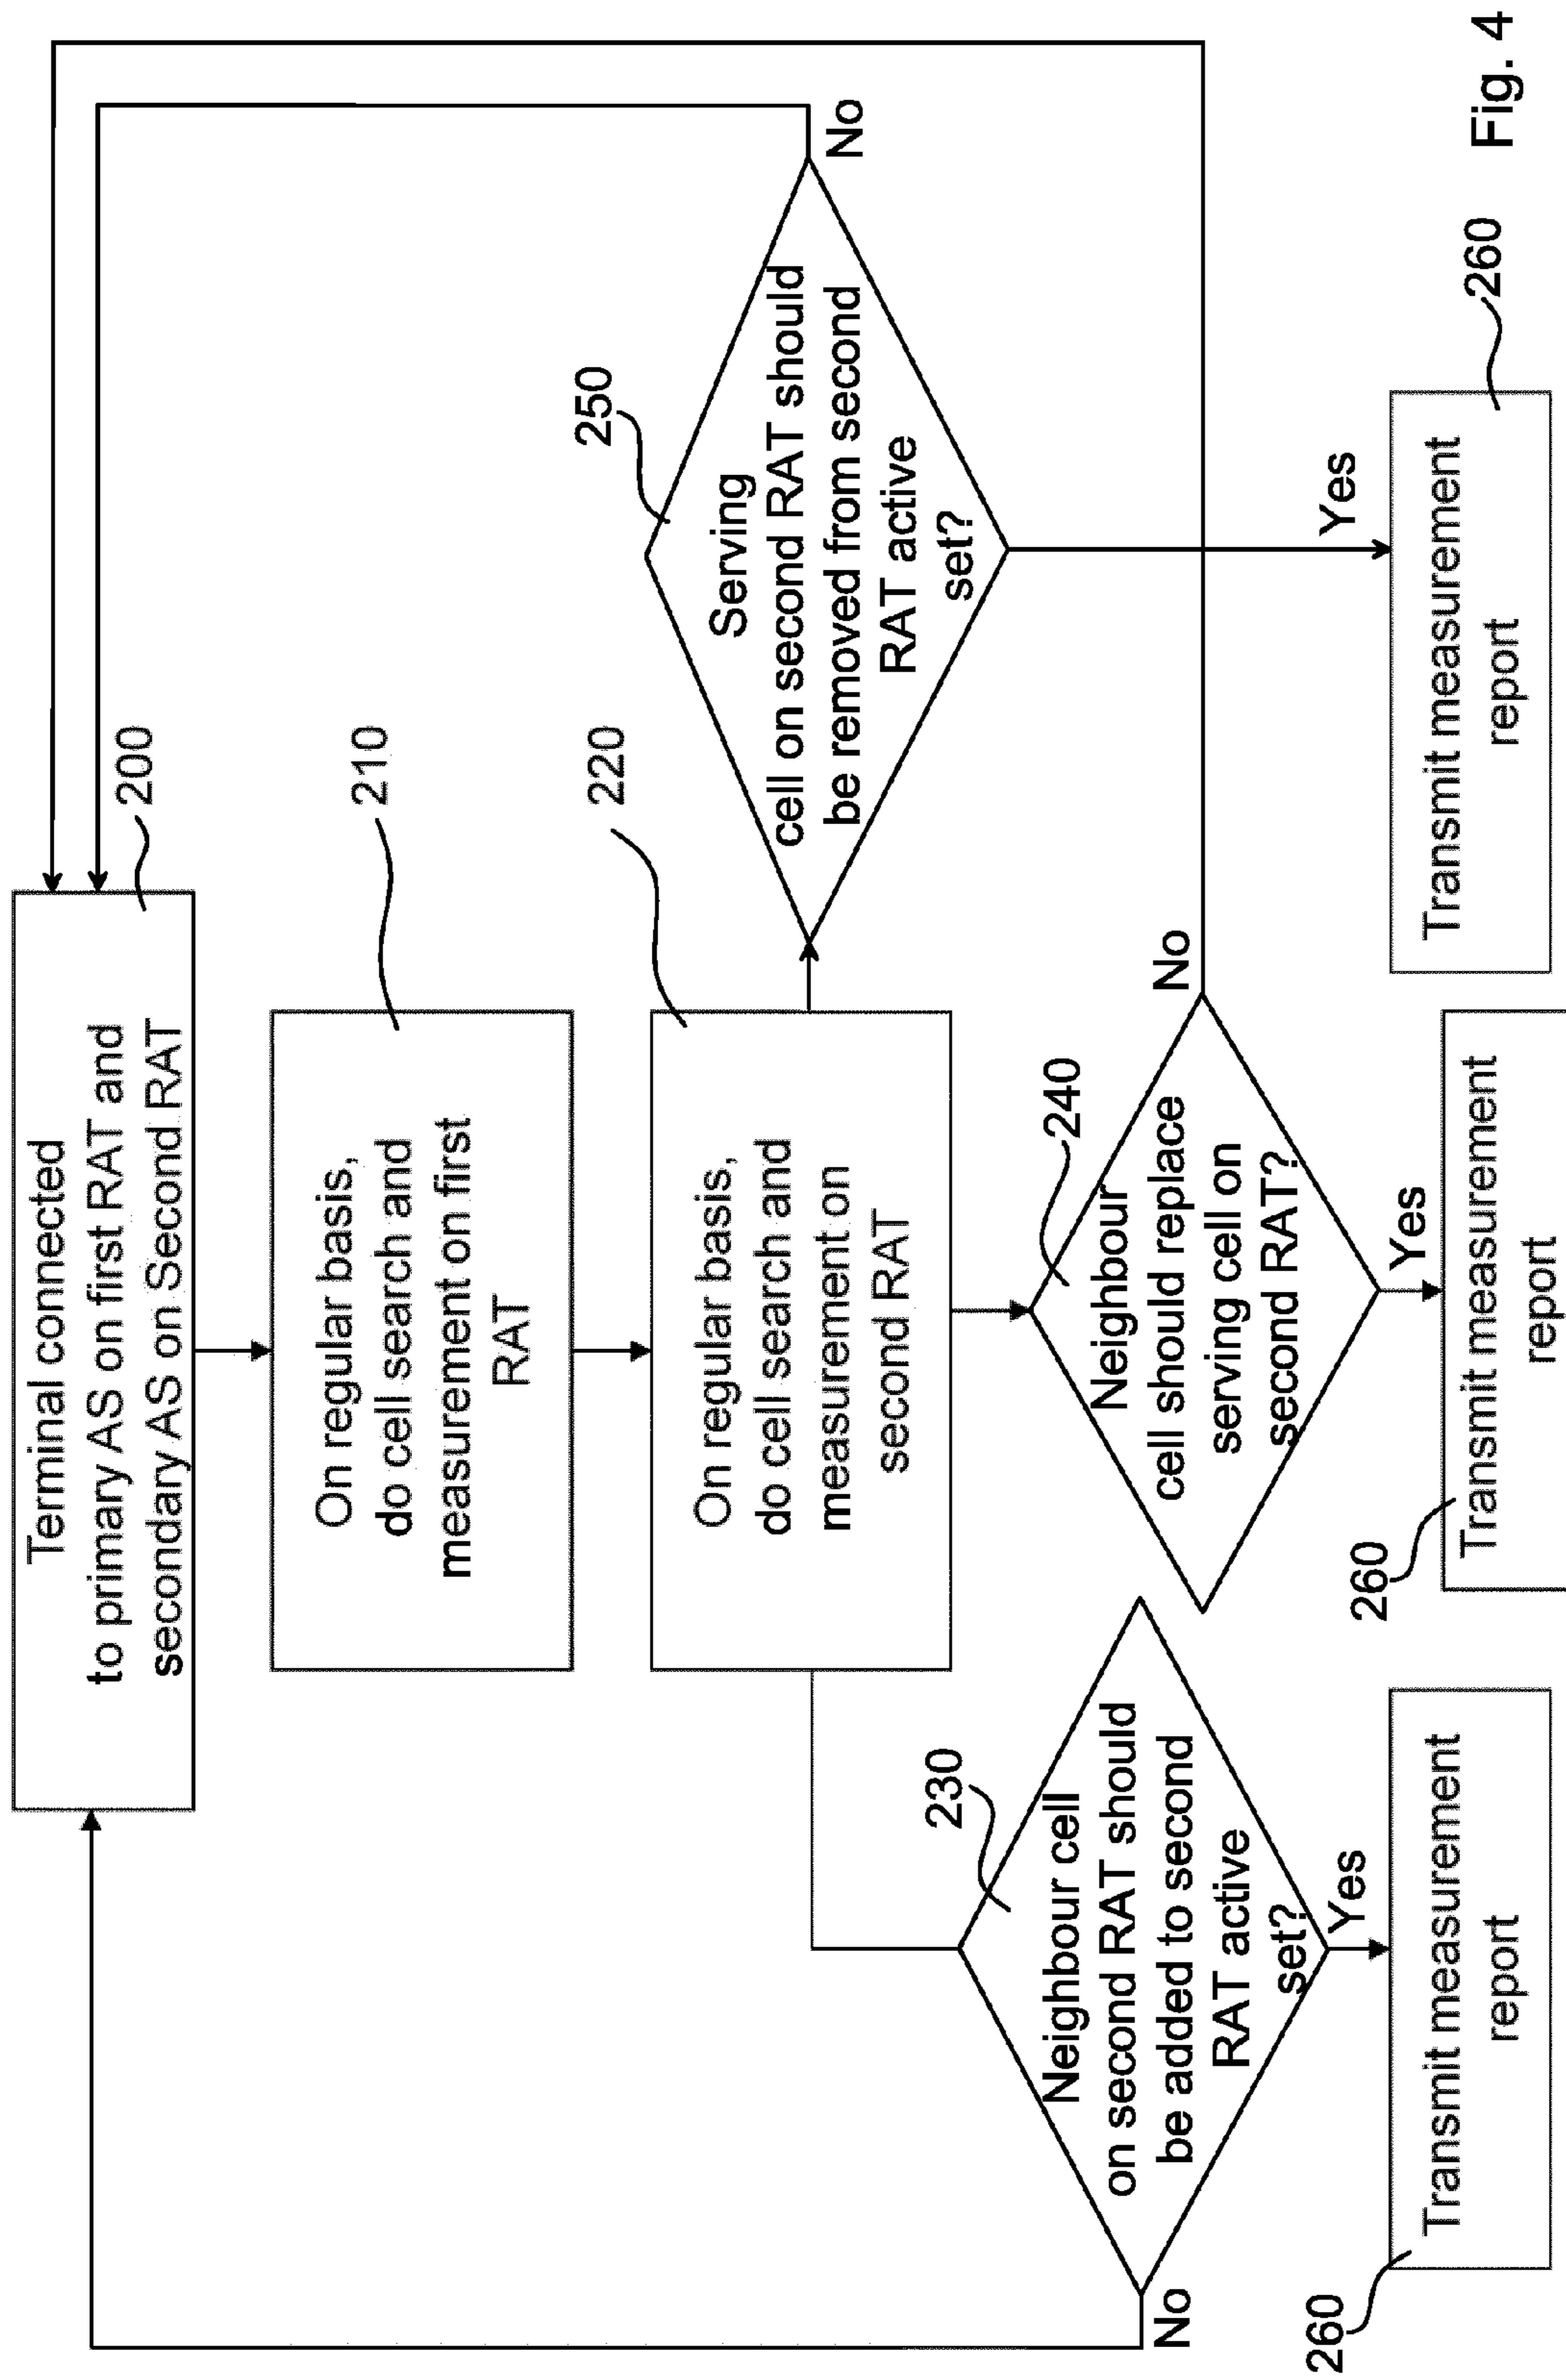 Terminal connected
to primary AS on first RAT and
secondary AS on Second RAT
200
On regular basis,
do cell search and
measurement on first
RAT
210
On regular basis,
do cell search and
measurement on
second RAT
220
Neighbour cell
on second RAT should
be added to second
RAT active
set?
230
No
Yes
Neighbour
cell should replace
serving cell on
second RAT?
240
No
Yes
Serving
cell on second RAT should
be removed from second
RAT active
set?
250
No
Yes
Transmit measurement
report
260
Transmit measurement
report
260
Transmit measurement
report
260
Fig. 4